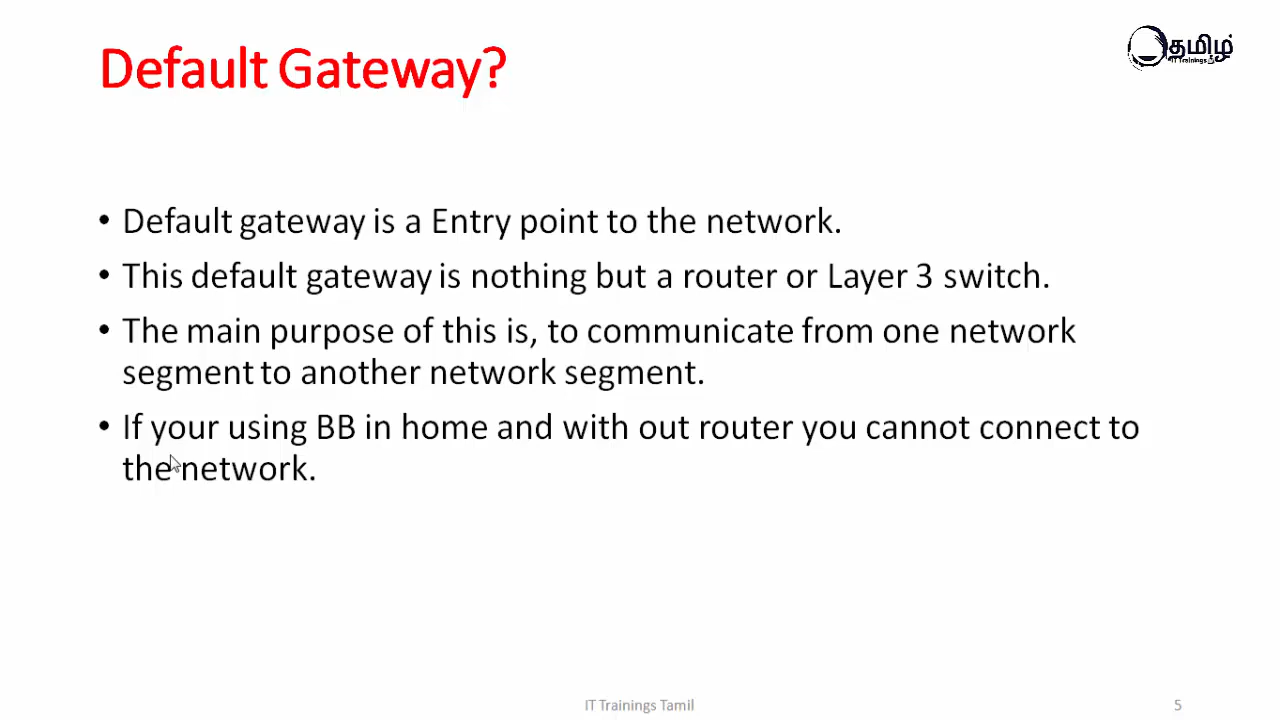 Default Gateway?
தமிழ்
IT Trainings
• Default gateway is a Entry point to the network.
• This default gateway is nothing but a router or Layer 3 switch.
• The main purpose of this is, to communicate from one network
segment to another network segment.
• If your using BB in home and with out router you cannot connect to
the network.
IT Trainings Tamil
5